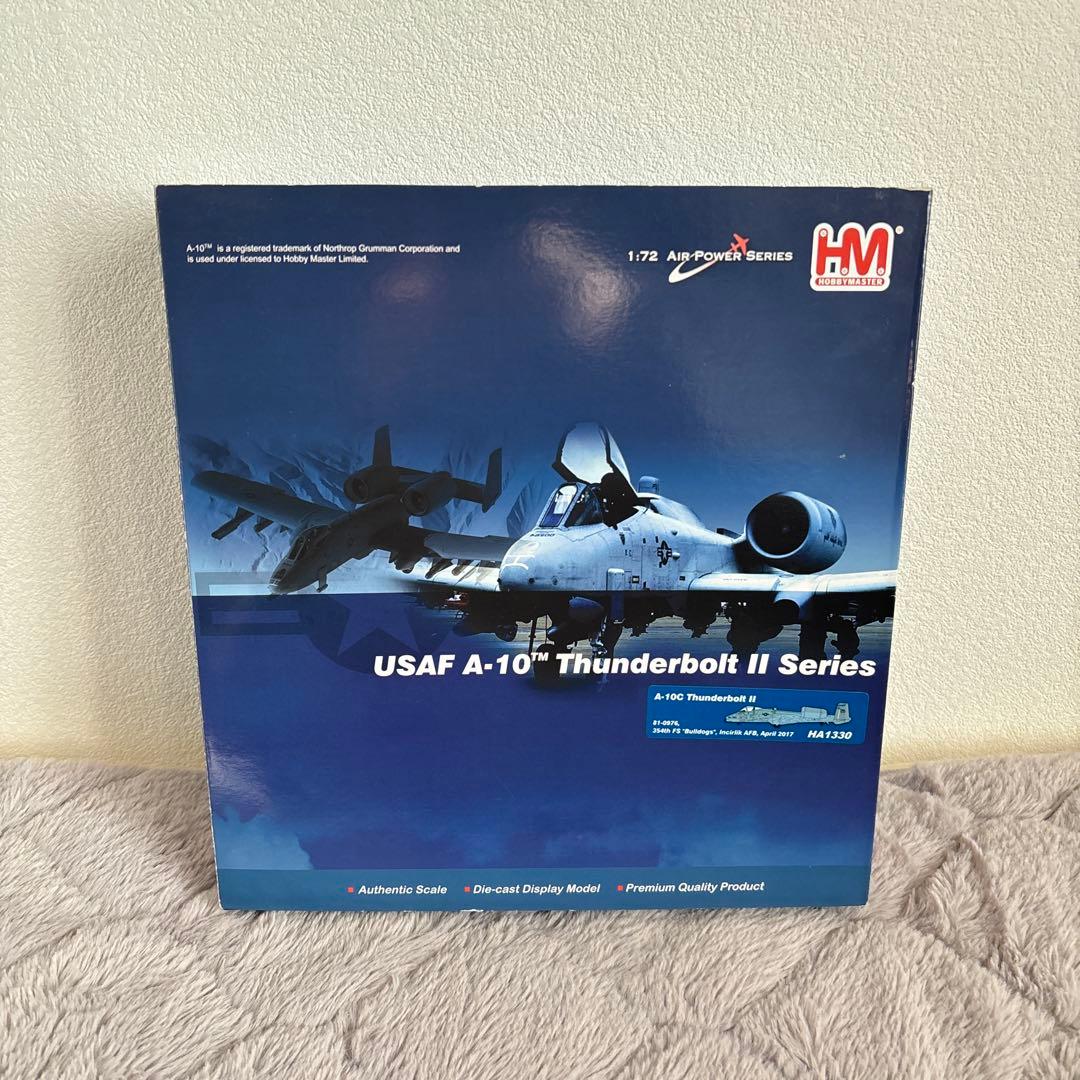 A-10™ is a registered trademark of Northrop Grumman Corporation and
is used under licensed to Hobby Master Limited.
1:72 AIR POWER SERIES
HM®
HOBBYMASTER
USAF A-10™ Thunderbolt II Series
A-10C Thunderbolt II
81-0976,
354th FS "Bulldogs", Incirlik AFB, April 2017
HA1330
Authentic Scale
Die-cast Display Model
Premium Quality Product